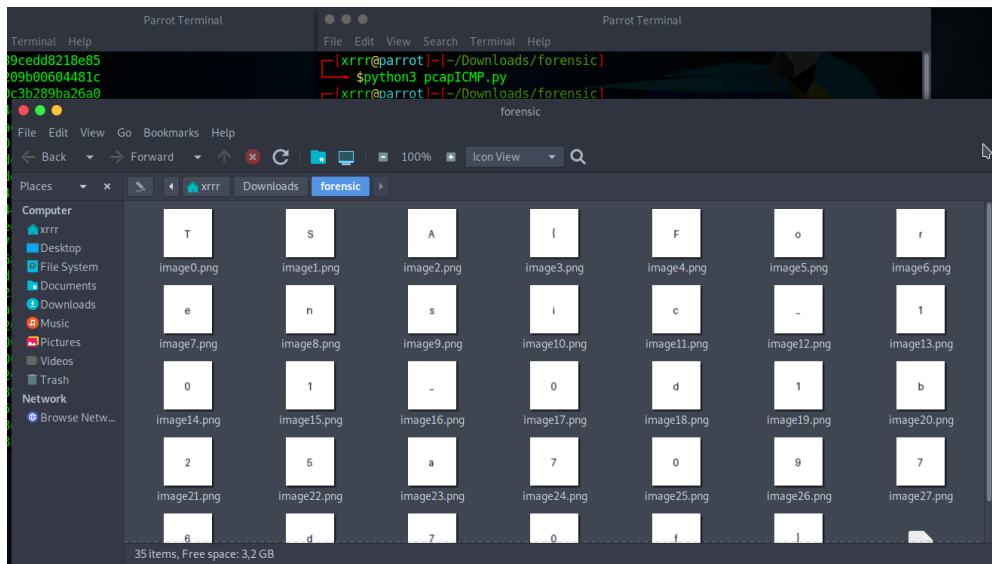 Parrot Terminal
Parrot Terminal
Terminal Help
File Edit View Search Terminal Help
9cedd8218e85
[xrrr@parrot]-[~/Downloads/forensic]
209b00604481c
$python3 pcapICMP.py
0c3b289ba26a0
[xrrr@parrot]-[~/Downloads/forensic]
forensic
File Edit View Go Bookmarks Help
Back Forward 100% Icon View
Places xrrr Downloads forensic
Computer
xrrr
Desktop
File System
Documents
Downloads
Music
Pictures
Videos
Trash
Network
Browse Netw...
T S A { F o r
image0.png image1.png image2.png image3.png image4.png image5.png image6.png
e n s i c _ 1
image7.png image8.png image9.png image10.png image11.png image12.png image13.png
0 1 _ 0 d 1 b
image14.png image15.png image16.png image17.png image18.png image19.png image20.png
2 5 a 7 0 9 7
image21.png image22.png image23.png image24.png image25.png image26.png image27.png
6 d 7 0 f }
35 items, Free space: 3,2 GB